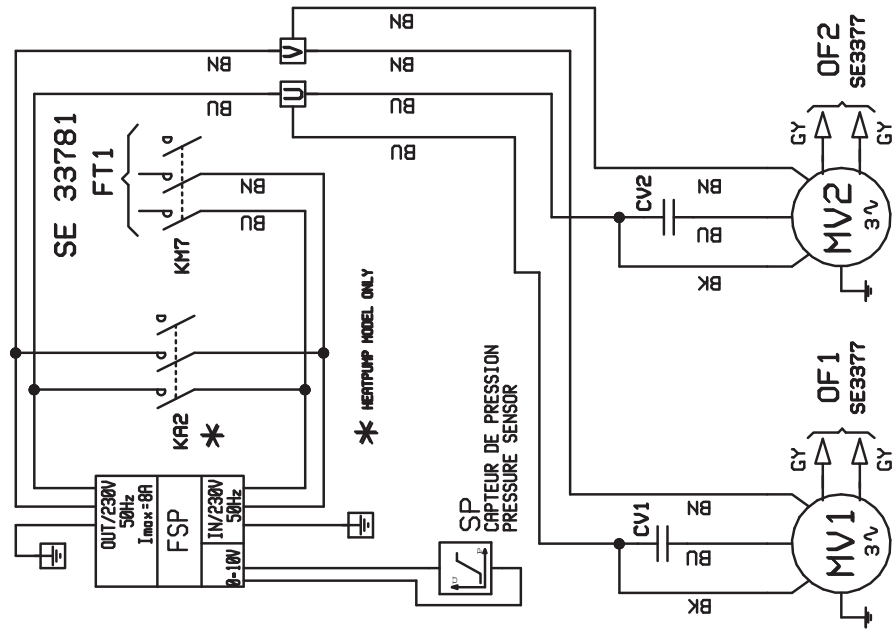 BN
BN
BN
BU
BU
BU
V
U
SE 33781
FT1
BN
BU
KM7
KA2
*
* HEATPUMP MODEL ONLY
OUT/230V
50Hz
Imax=8A
FSP
IN/230V
50Hz
0-10V
SP
CAPTEUR DE PRESSION
PRESSURE SENSOR
U
P
CV2
BN
BU
BK
MV2
3∿
GY
GY
OF2
SE3377
CV1
BN
BU
BK
MV1
3∿
GY
GY
OF1
SE3377